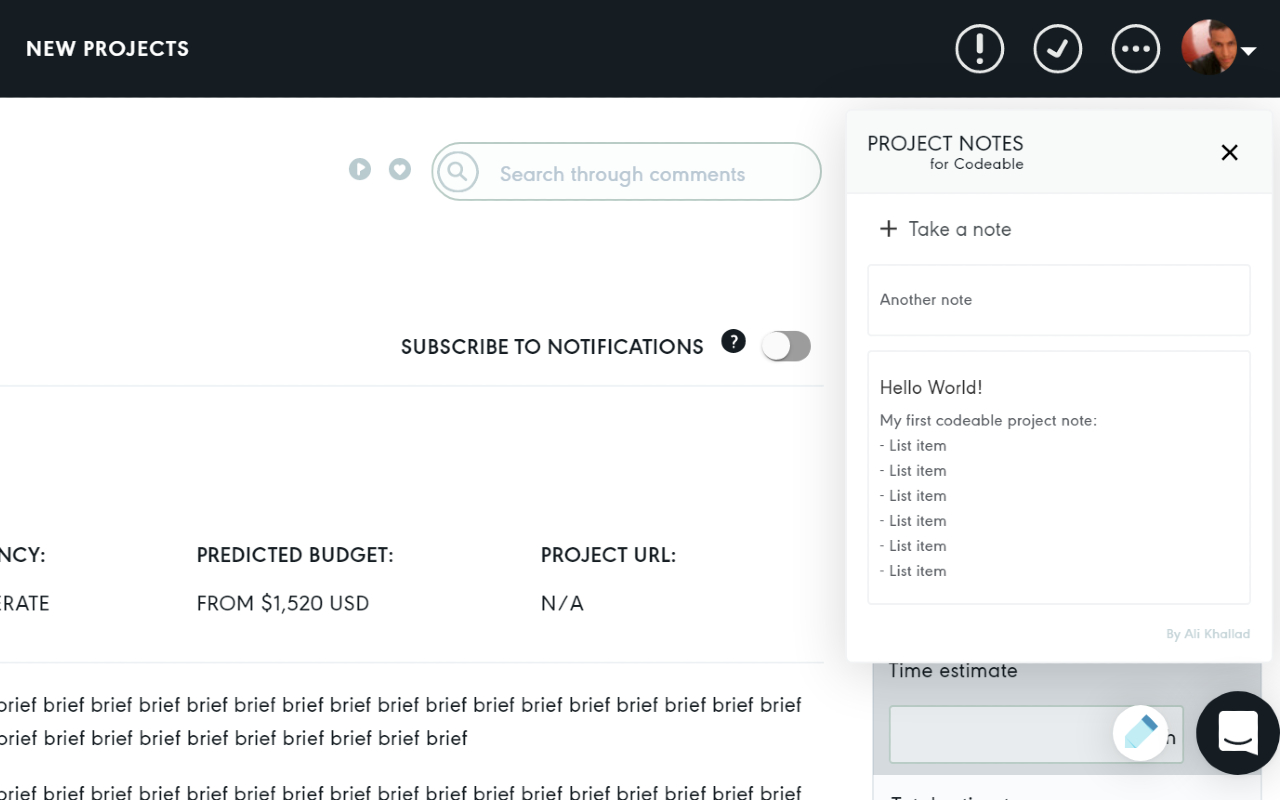 NEW PROJECTS
Search through comments
SUBSCRIBE TO NOTIFICATIONS ?
NCY: PREDICTED BUDGET: PROJECT URL:
ERATE FROM $1,520 USD N/A
brief brief brief brief brief brief brief brief brief brief brief brief brief brief brief brief brief
brief brief brief brief brief brief brief brief brief brief
brief brief brief brief brief brief brief brief brief brief brief brief brief brief brief brief brief
PROJECT NOTES
for Codeable
+ Take a note
Another note
Hello World!
My first codeable project note:
- List item
- List item
- List item
- List item
- List item
- List item
By Ali Khallad
Time estimate